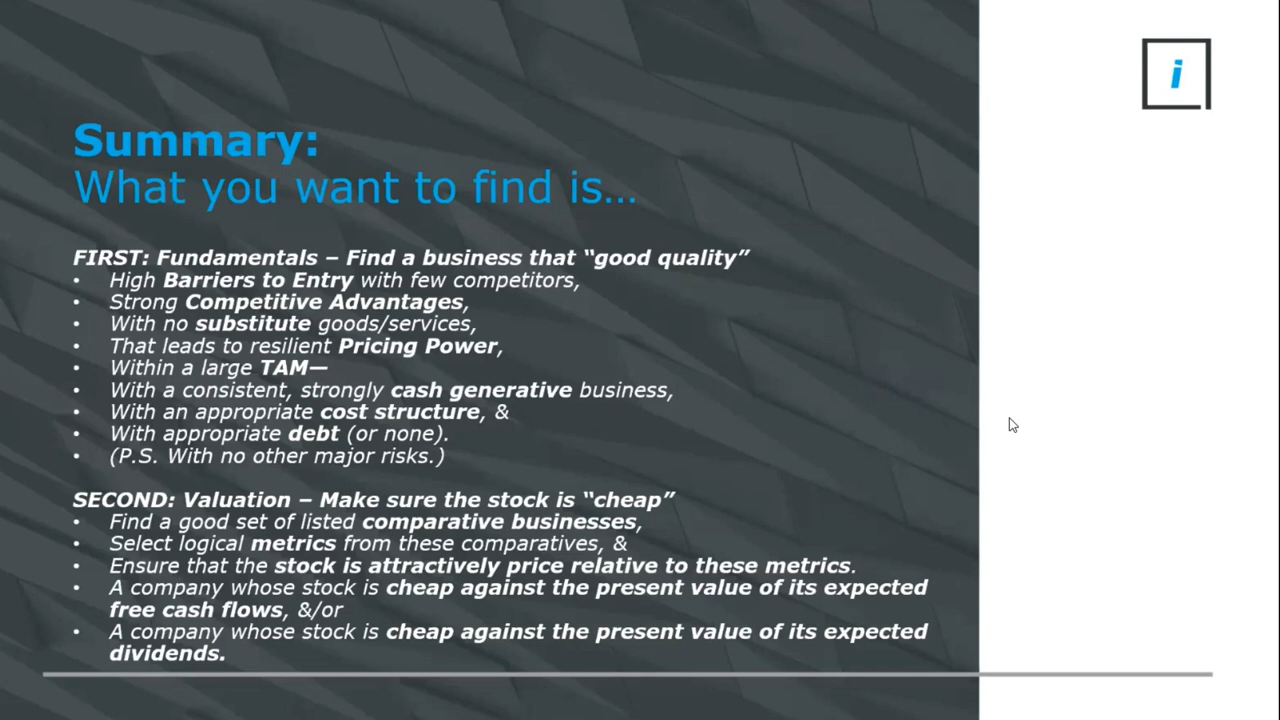 i
Summary:
What you want to find is…
FIRST: Fundamentals – Find a business that “good quality”
• High Barriers to Entry with few competitors,
• Strong Competitive Advantages,
• With no substitute goods/services,
• That leads to resilient Pricing Power,
• Within a large TAM—
• With a consistent, strongly cash generative business,
• With an appropriate cost structure, &
• With appropriate debt (or none).
• (P.S. With no other major risks.)
SECOND: Valuation – Make sure the stock is “cheap”
• Find a good set of listed comparative businesses,
• Select logical metrics from these comparatives, &
• Ensure that the stock is attractively price relative to these metrics.
• A company whose stock is cheap against the present value of its expected
free cash flows, &/or
• A company whose stock is cheap against the present value of its expected
dividends.